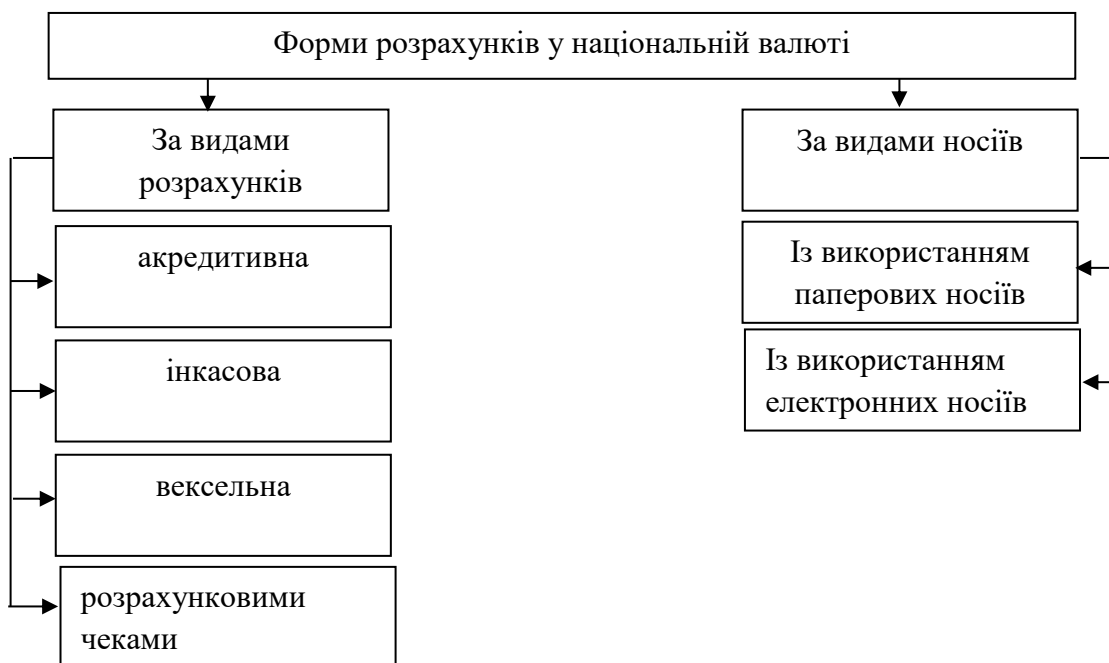 Форми розрахунків у національній валюті
За видами
розрахунків
акредитивна
інкасова
вексельна
розрахунковими
чеками
За видами носіїв
Із використанням
паперових носіїв
Із використанням
електронних носіїв